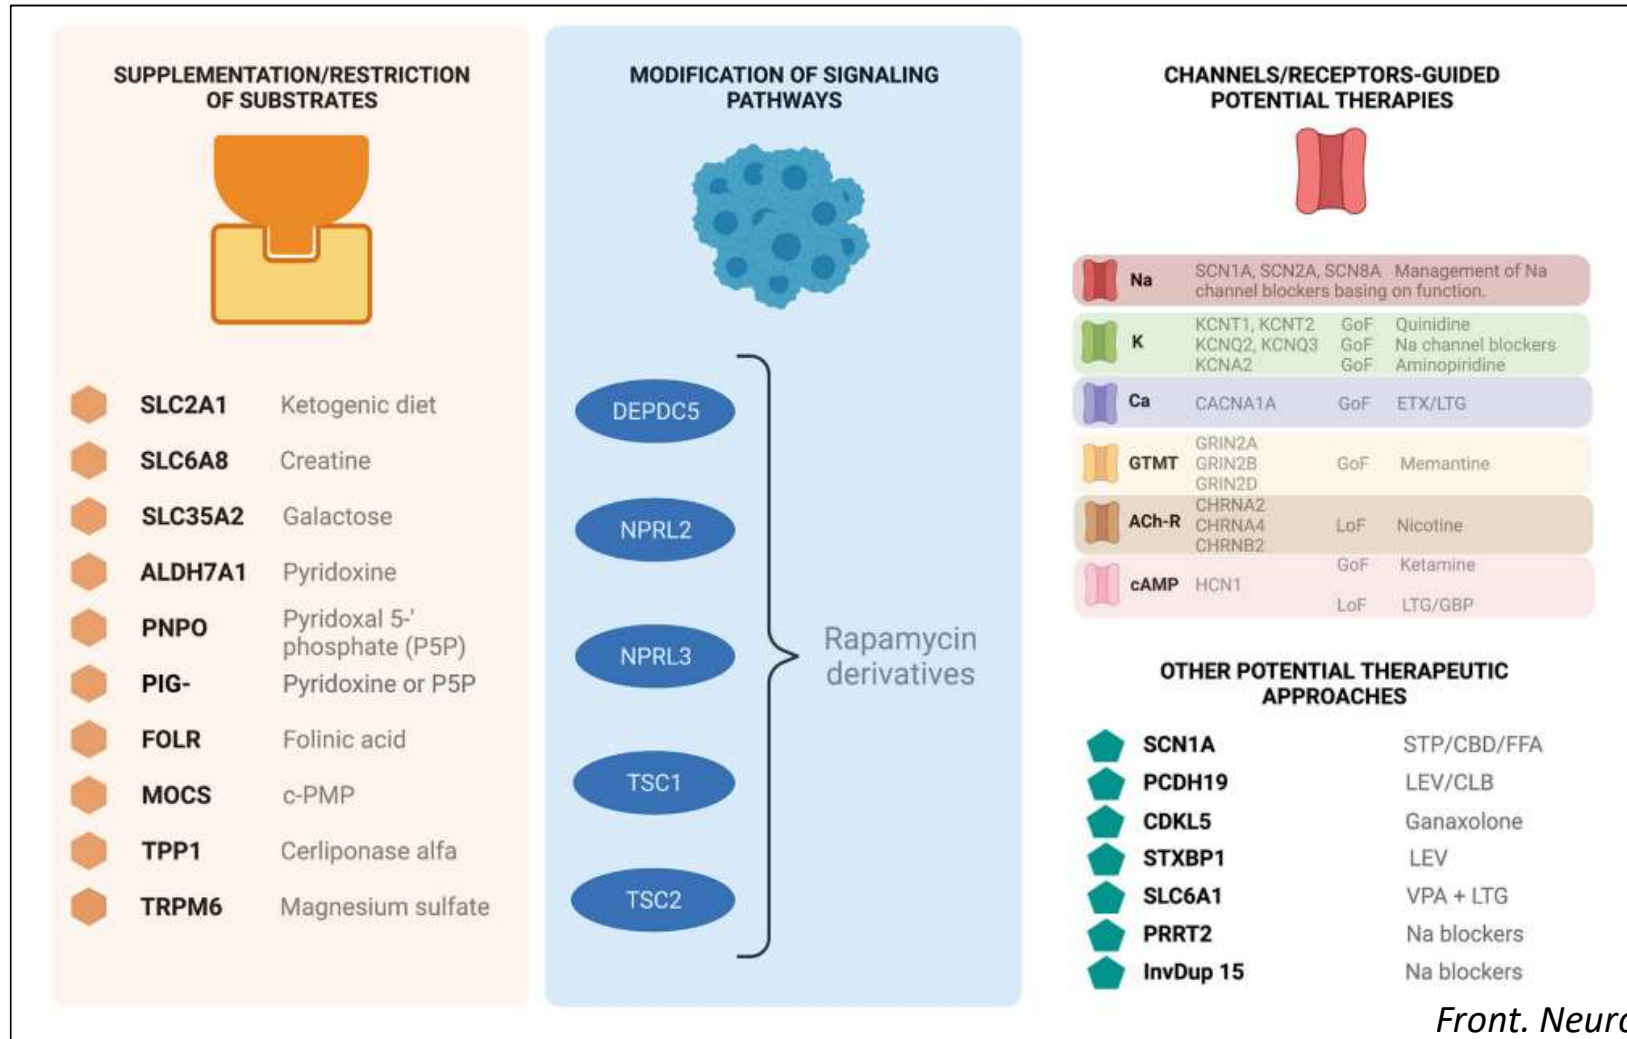 SUPPLEMENTATION/RESTRICTION
OF SUBSTRATES
SLC2A1 Ketogenic diet
SLC6A8 Creatine
SLC35A2 Galactose
ALDH7A1 Pyridoxine
PNPO Pyridoxal 5-'
phosphate (P5P)
PIG- Pyridoxine or P5P
FOLR Folinic acid
MOCS c-PMP
TPP1 Cerliponase alfa
TRPM6 Magnesium sulfate
MODIFICATION OF SIGNALING
PATHWAYS
DEPDC5
NPRL2
NPRL3
TSC1
TSC2
Rapamycin
derivatives
CHANNELS/RECEPTORS-GUIDED
POTENTIAL THERAPIES
Na SCN1A, SCN2A, SCN8A Management of Na
channel blockers basing on function.
K KCNT1, KCNT2 GoF Quinidine
KCNQ2, KCNQ3 GoF Na channel blockers
KCNA2 GoF Aminopiridine
Ca CACNA1A GoF ETX/LTG
GRIN2A
GTMT GRIN2B GoF Memantine
GRIN2D
CHRNA2
ACh-R CHRNA4 LoF Nicotine
CHRNB2
GoF Ketamine
cAMP HCN1
LoF LTG/GBP
OTHER POTENTIAL THERAPEUTIC
APPROACHES
SCN1A STP/CBD/FFA
PCDH19 LEV/CLB
CDKL5 Ganaxolone
STXBP1 LEV
SLC6A1 VPA + LTG
PRRT2 Na blockers
InvDup 15 Na blockers
Front. Neuro